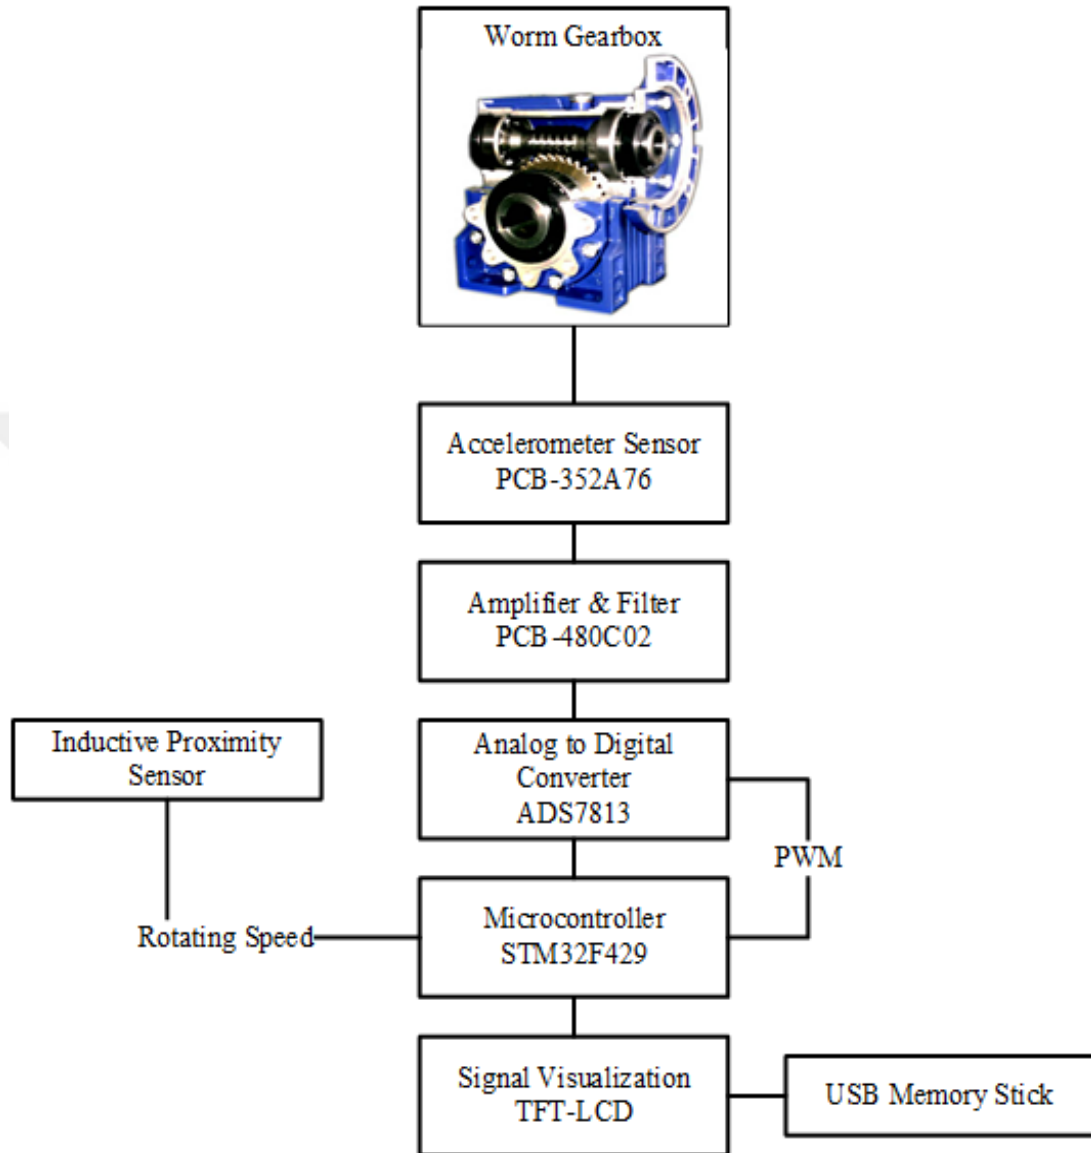 Worm Gearbox
Accelerometer Sensor
PCB-352A76
Amplifier & Filter
PCB-480C02
Inductive Proximity
Sensor
Analog to Digital
Converter
ADS7813
PWM
Rotating Speed
Microcontroller
STM32F429
Signal Visualization
TFT-LCD
USB Memory Stick